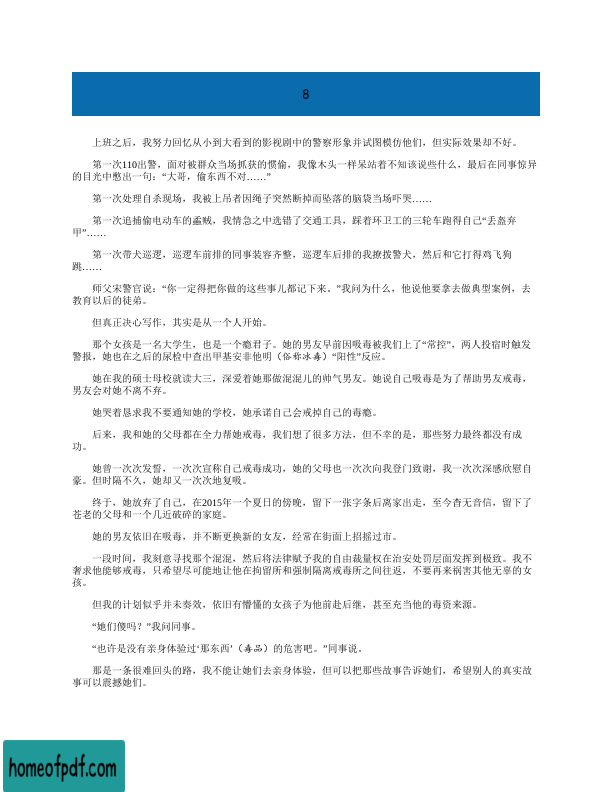 8
上班之后，我努力回忆从小到大看到的影视剧中的警察形象并试图模仿他们，但实际效果却不好。
第一次110出警，面对被群众当场抓获的惯偷，我像木头一样呆站着不知该说些什么，最后在同事惊异
的目光中憋出一句：“大哥，偷东西不对……”
第一次处理自杀现场，我被上吊者因绳子突然断掉而坠落的脑袋当场吓哭……
第一次追捕偷电动车的盗贼，我情急之中选错了交通工具，踩着环卫工的三轮车跑得自己“丢盔弃
甲”……
第一次带犬巡逻，巡逻车前排的同事装容齐整，巡逻车后排的我撩拨警犬，然后和它打得鸡飞狗
跳……
师父宋警官说：“你一定得把你做的这些事儿都记下来。”我问为什么，他说他要拿去做典型案例，去
教育以后的徒弟。
但真正决心写作，其实是从一个人开始。
那个女孩是一名大学生，也是一个瘾君子。她的男友早前因吸毒被我们上了“常控”，两人投宿时触发
警报，她也在之后的尿检中查出甲基安非他明（俗称冰毒）“阳性”反应。
她在我的硕士母校就读大三，深爱着她那做混混儿的帅气男友。她说自己吸毒是为了帮助男友戒毒，
男友会对她不离不弃。
她哭着恳求我不要通知她的学校，她承诺自己会戒掉自己的毒瘾。
后来，我和她的父母都在全力帮她戒毒，我们想了很多方法，但不幸的是，那些努力最终都没有成
功。
她曾一次次发誓，一次次宣称自己戒毒成功，她的父母也一次次向我登门致谢，我一次次深感欣慰自
豪。但时隔不久，她却又一次次地复吸。
终于，她放弃了自己，在2015年一个夏日的傍晚，留下一张字条后离家出走，至今杳无音信，留下了
苍老的父母和一个几近破碎的家庭。
她的男友依旧在吸毒，并不断更换新的女友，经常在街面上招摇过市。
一段时间，我刻意寻找那个混混，然后将法律赋予我的自由裁量权在治安处罚层面发挥到极致。我不
奢求他能够戒毒，只希望尽可能地让他在拘留所和强制隔离戒毒所之间往返，不要再来祸害其他无辜的女
孩。
但我的计划似乎并未奏效，依旧有懵懂的女孩子为他前赴后继，甚至充当他的毒资来源。
“她们傻吗？”我问同事。
“也许是没有亲身体验过‘那东西’（毒品）的危害吧。”同事说。
那是一条很难回头的路，我不能让她们去亲身体验，但可以把那些故事告诉她们，希望别人的真实故
事可以震撼她们。
homeofpdf.com